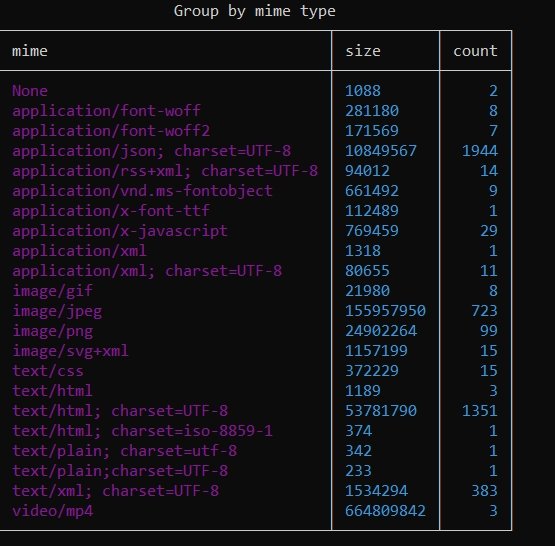 Group by mime type
mime size count
None 1088 2
application/font-woff 281180 8
application/font-woff2 171569 7
application/json; charset=UTF-8 10849567 1944
application/rss+xml; charset=UTF-8 94012 14
application/vnd.ms-fontobject 661492 9
application/x-font-ttf 112489 1
application/x-javascript 769459 29
application/xml 1318 1
application/xml; charset=UTF-8 80655 11
image/gif 21980 8
image/jpeg 155957950 723
image/png 24902264 99
image/svg+xml 1157199 15
text/css 372229 15
text/html 1189 3
text/html; charset=UTF-8 53781790 1351
text/html; charset=iso-8859-1 374 1
text/plain; charset=utf-8 342 1
text/plain;charset=UTF-8 233 1
text/xml; charset=UTF-8 1534294 383
video/mp4 664809842 3